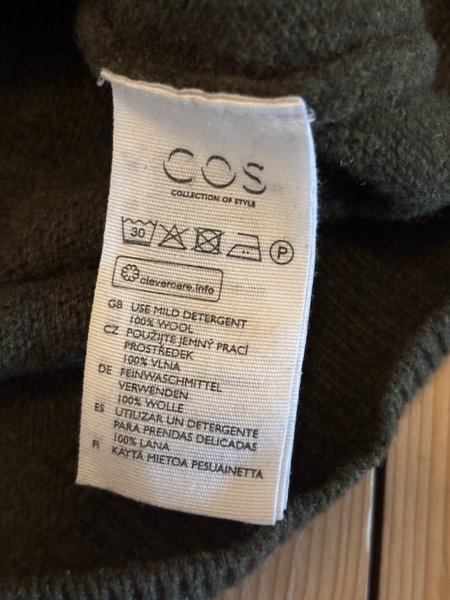 COS
COLLECTION OF STYLE
30 P
clevercare.info
GB USE MILD DETERGENT
100% WOOL
CZ POUŽIJTE JEMNÝ PRACÍ
PROSTŘEDEK
100% VLNA
DE FEINWASCHMITTEL
VERWENDEN
100% WOLLE
ES UTILIZAR UN DETERGENTE
PARA PRENDAS DELICADAS
100% LANA
FI KÄYTÄ MIETOA PESUAINETTA